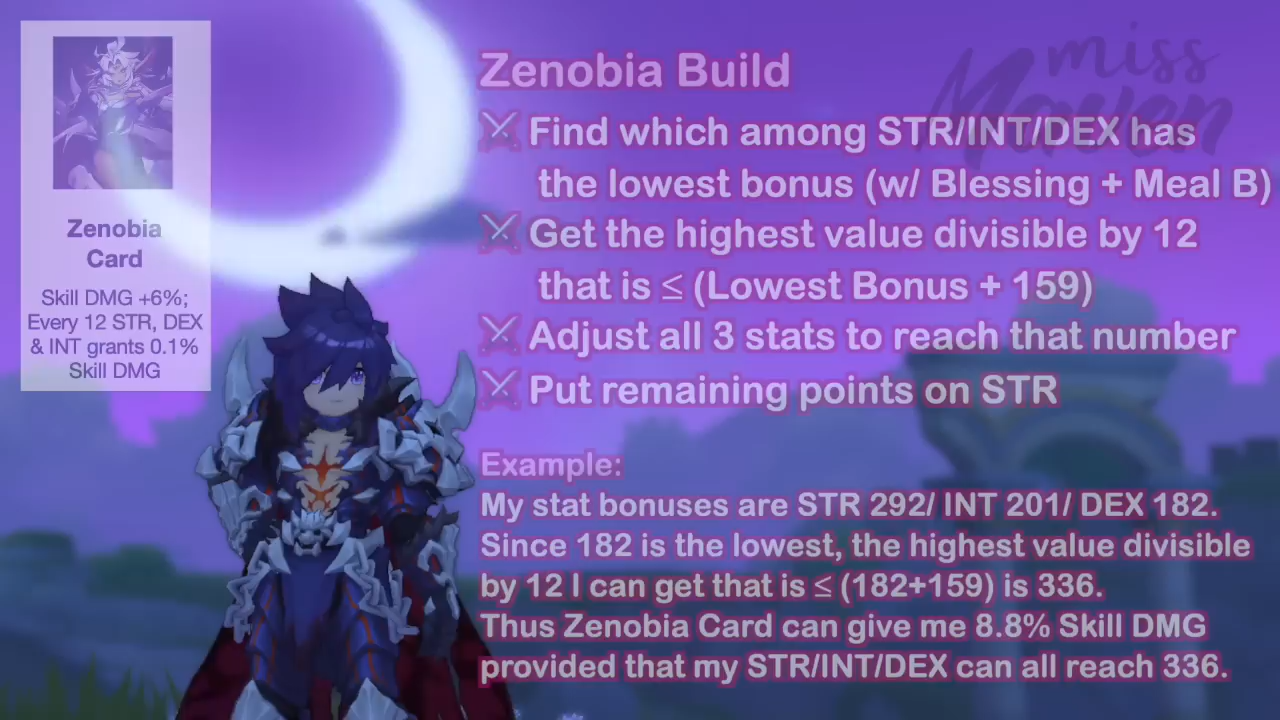 miss
Maven
Zenobia Build
Find which among STR/INT/DEX has
the lowest bonus (w/ Blessing + Meal B)
Get the highest value divisible by 12
that is ≤ (Lowest Bonus + 159)
Adjust all 3 stats to reach that number
Put remaining points on STR
Zenobia
Card
Skill DMG +6%;
Every 12 STR, DEX
& INT grants 0.1%
Skill DMG
Example:
My stat bonuses are STR 292/ INT 201/ DEX 182.
Since 182 is the lowest, the highest value divisible
by 12 I can get that is ≤ (182+159) is 336.
Thus Zenobia Card can give me 8.8% Skill DMG
provided that my STR/INT/DEX can all reach 336.